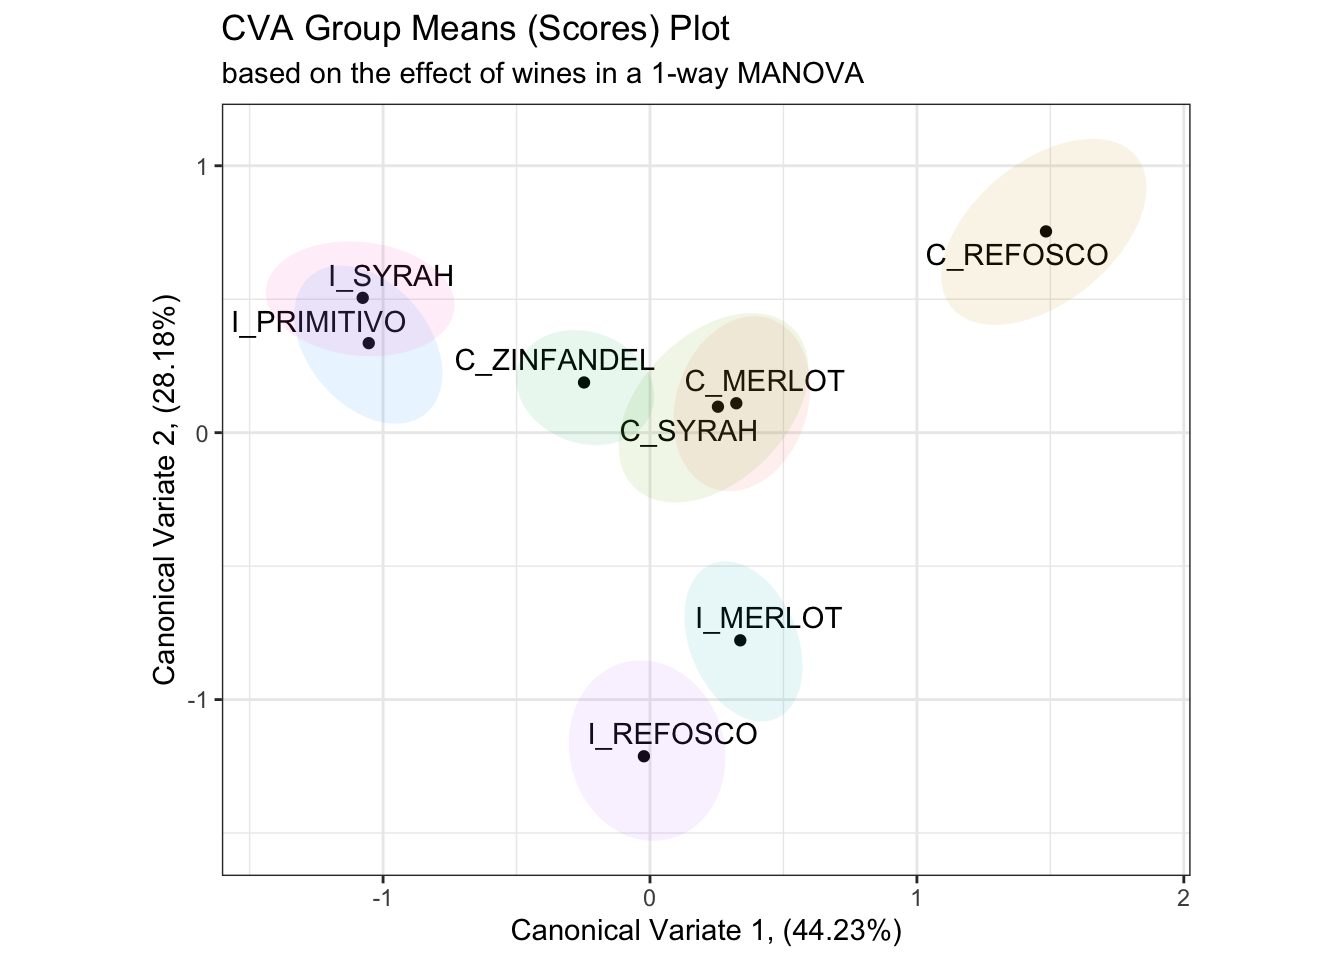 CVA Group Means (Scores) Plot
based on the effect of wines in a 1-way MANOVA
Canonical Variate 2, (28.18%)
1
0
-1
C_REFOSCO
I_SYRAH
I_PRIMITIVO
C_ZINFANDEL
C_MERLOT
C_SYRAH
I_MERLOT
I_REFOSCO
-1
0
1
2
Canonical Variate 1, (44.23%)